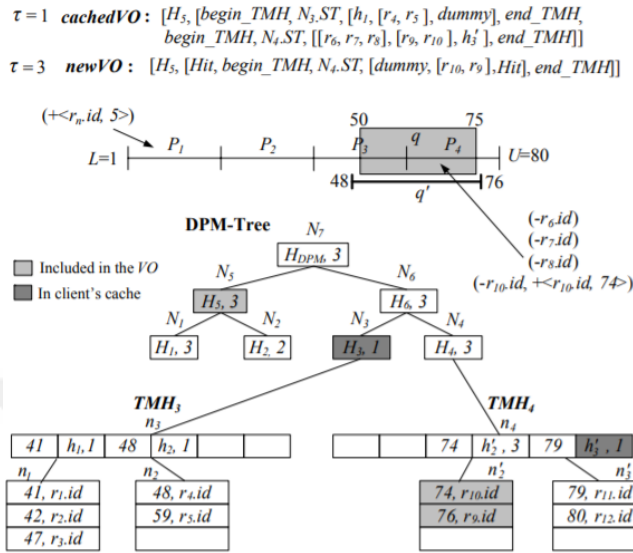 τ = 1 cachedVO : [H5, [begin_TMH, N3.ST, [h1, [r4, r5], dummy], end_TMH,
begin_TMH, N4.ST, [[r6, r7, r8], [r9, r10], h3'], end_TMH]]
τ = 3 newVO : [H5, [Hit, begin_TMH, N4.ST, [dummy, [r10, r9],Hit], end_TMH]]
(+<rn.id, 5>)
50 75
L=1 P1 P2 P3 q P4 U=80
48 76
q'
(-r6.id)
(-r7.id)
(-r8.id)
(-r10.id, +<r10.id, 74>)
DPM-Tree
N7
HDPM, 3
Included in the VO
In client's cache
N5 N6
H5, 3 H6, 3
N1 N2 N3 N4
H1, 3 H2, 2 H3, 1 H4, 3
TMH3 TMH4
n3 n4
41 h1, 1 48 h2, 1 74 h2', 3 79 h3', 1
n1 n2 n2' n3'
41, r1.id 48, r4.id 74, r10.id 79, r11.id
42, r2.id 59, r5.id 76, r9.id 80, r12.id
47, r3.id